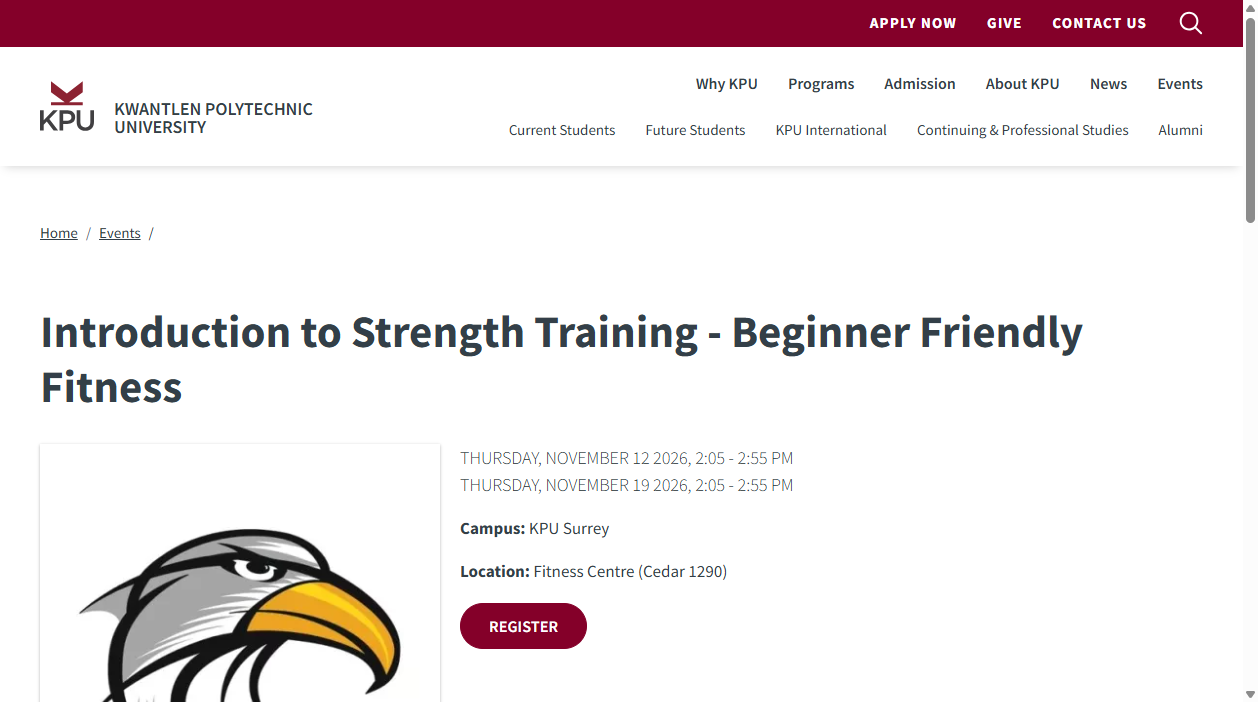 APPLY NOW GIVE CONTACT US
Why KPU Programs Admission About KPU News Events
KPU
KWANTLEN POLYTECHNIC
UNIVERSITY
Current Students Future Students KPU International Continuing & Professional Studies Alumni
Home / Events /
Introduction to Strength Training - Beginner Friendly
Fitness
THURSDAY, NOVEMBER 12 2026, 2:05 - 2:55 PM
THURSDAY, NOVEMBER 19 2026, 2:05 - 2:55 PM
Campus: KPU Surrey
Location: Fitness Centre (Cedar 1290)
REGISTER